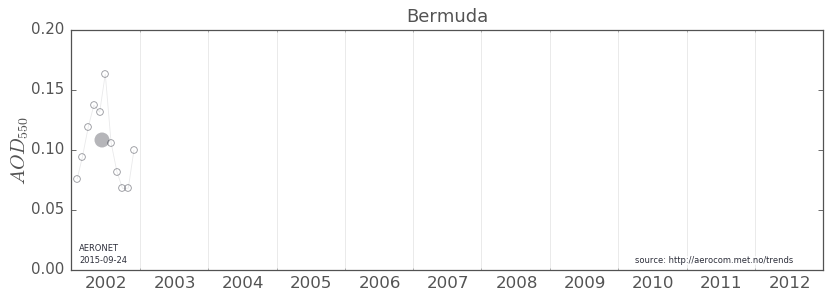 Bermuda
0.20
0.15
0.10
0.05
0.00
AOD550
AERONET
2015-09-24
source: http://aerocom.met.no/trends
2002 2003 2004 2005 2006 2007 2008 2009 2010 2011 2012